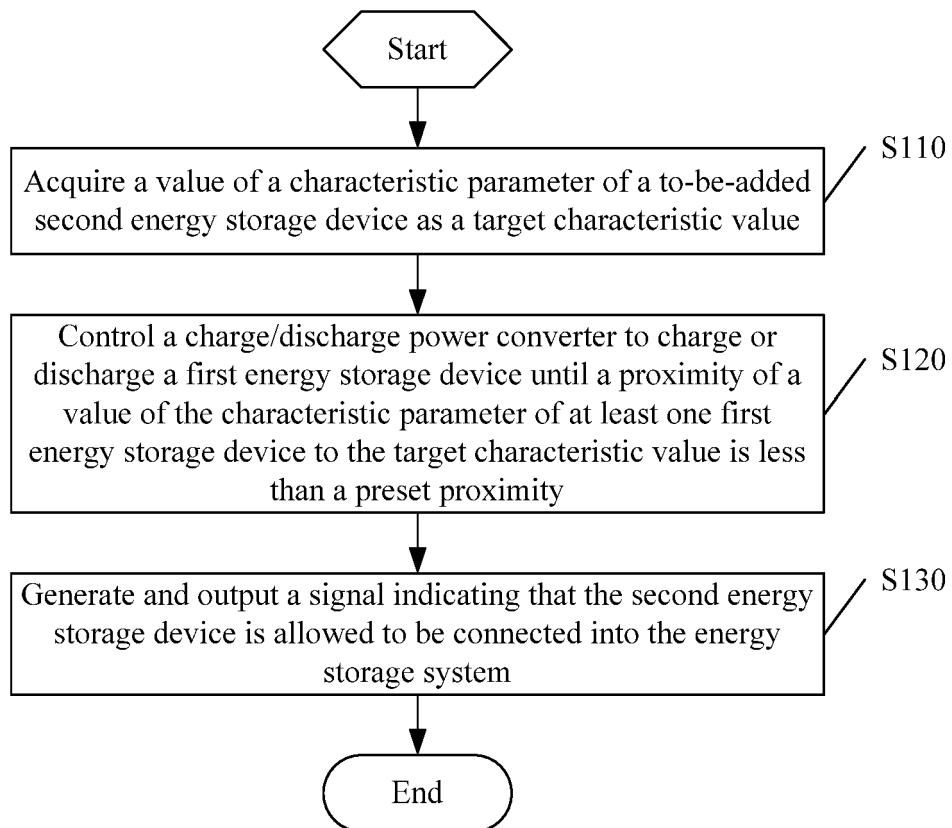 Start
S110
Acquire a value of a characteristic parameter of a to-be-added
second energy storage device as a target characteristic value
Control a charge/discharge power converter to charge or
discharge a first energy storage device until a proximity of a
value of the characteristic parameter of at least one first
energy storage device to the target characteristic value is less
than a preset proximity
S120
Generate and output a signal indicating that the second energy
storage device is allowed to be connected into the energy
storage system
S130
End